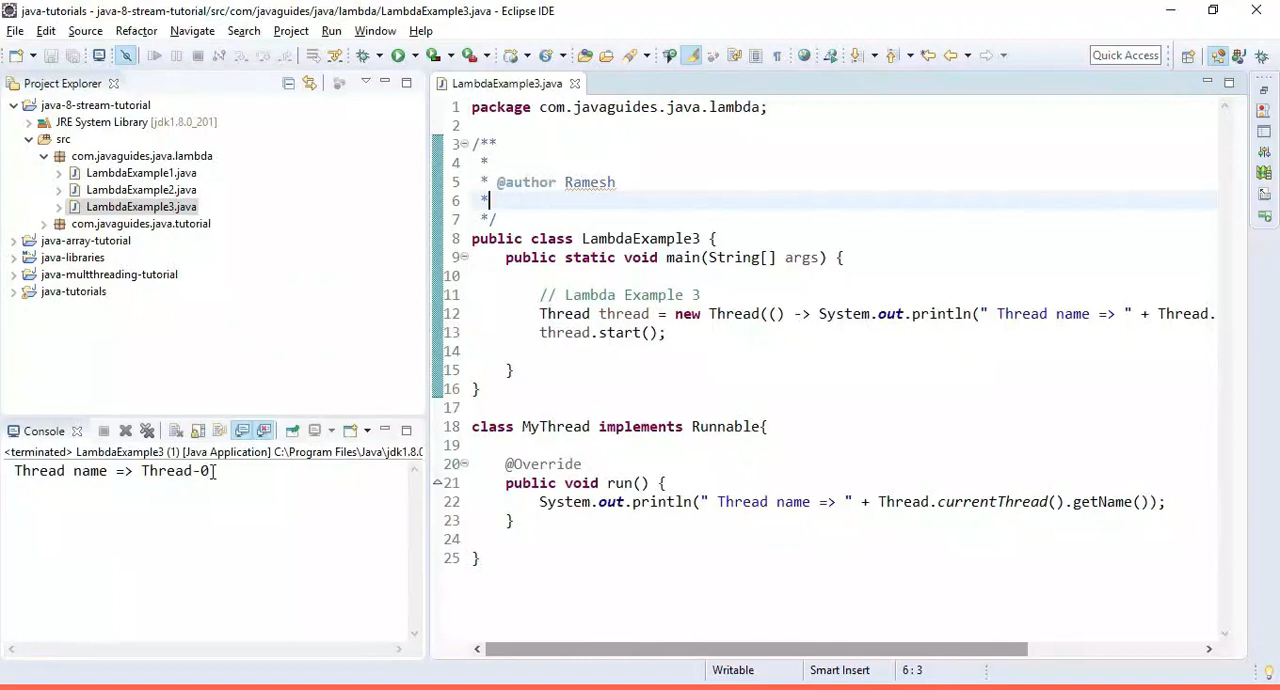 java-tutorials - java-8-stream-tutorial/src/com/javaguides/java/lambda/LambdaExample3.java - Eclipse IDE
File Edit Source Refactor Navigate Search Project Run Window Help
Quick Access
Project Explorer
java-8-stream-tutorial
JRE System Library [jdk1.8.0_201]
src
com.javaguides.java.lambda
LambdaExample1.java
LambdaExample2.java
LambdaExample3.java
com.javaguides.java.tutorial
java-array-tutorial
java-libraries
java-multthreading-tutorial
java-tutorials
Console
<terminated> LambdaExample3 (1) [Java Application] C:\Program Files\Java\jdk1.8.0
Thread name => Thread-0
LambdaExample3.java
1 package com.javaguides.java.lambda;
2
3 /**
4 *
5 * @author Ramesh
6 *
7 */
8 public class LambdaExample3 {
9 public static void main(String[] args) {
10
11 // Lambda Example 3
12 Thread thread = new Thread(() -> System.out.println(" Thread name => " + Thread.
13 thread.start();
14
15 }
16 }
17
18 class MyThread implements Runnable{
19
20 @Override
21 public void run() {
22 System.out.println(" Thread name => " + Thread.currentThread().getName());
23 }
24
25 }
Writable Smart Insert 6 : 3